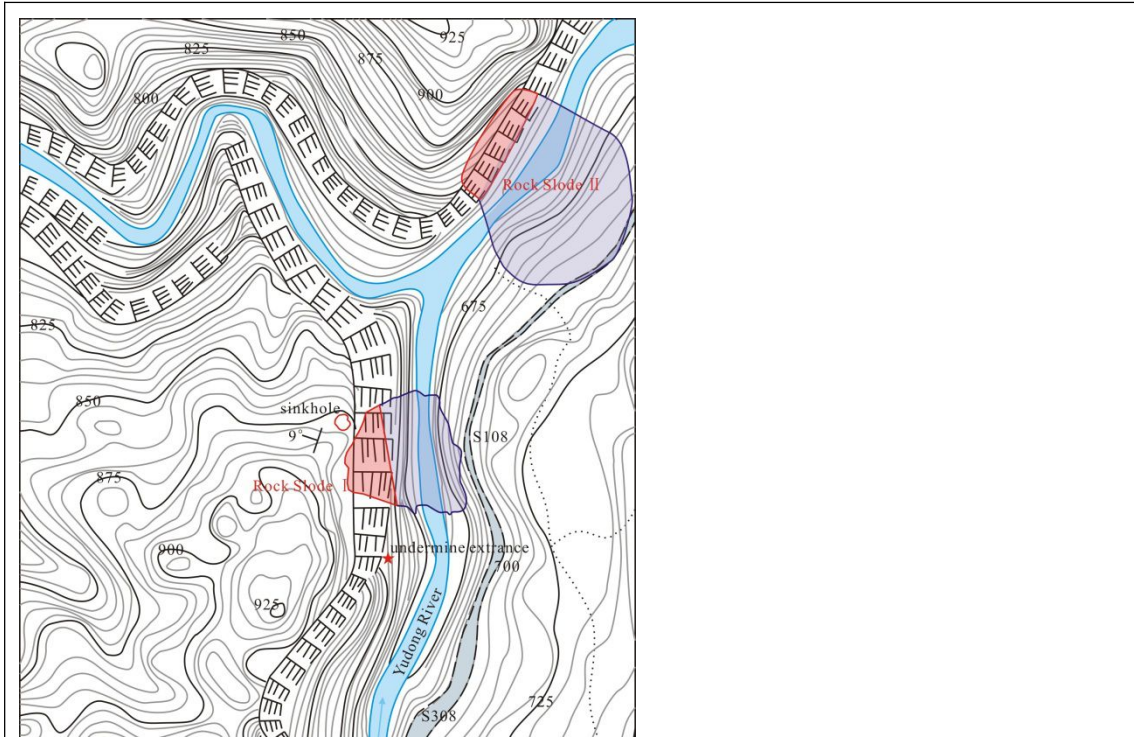 850
925
825
875
800
900
Rock Slode II
675
825
850
sinkhole
9°
S108
875
Rock Slode I
900
undermine extrance
700
925
Yudong River
725
S308